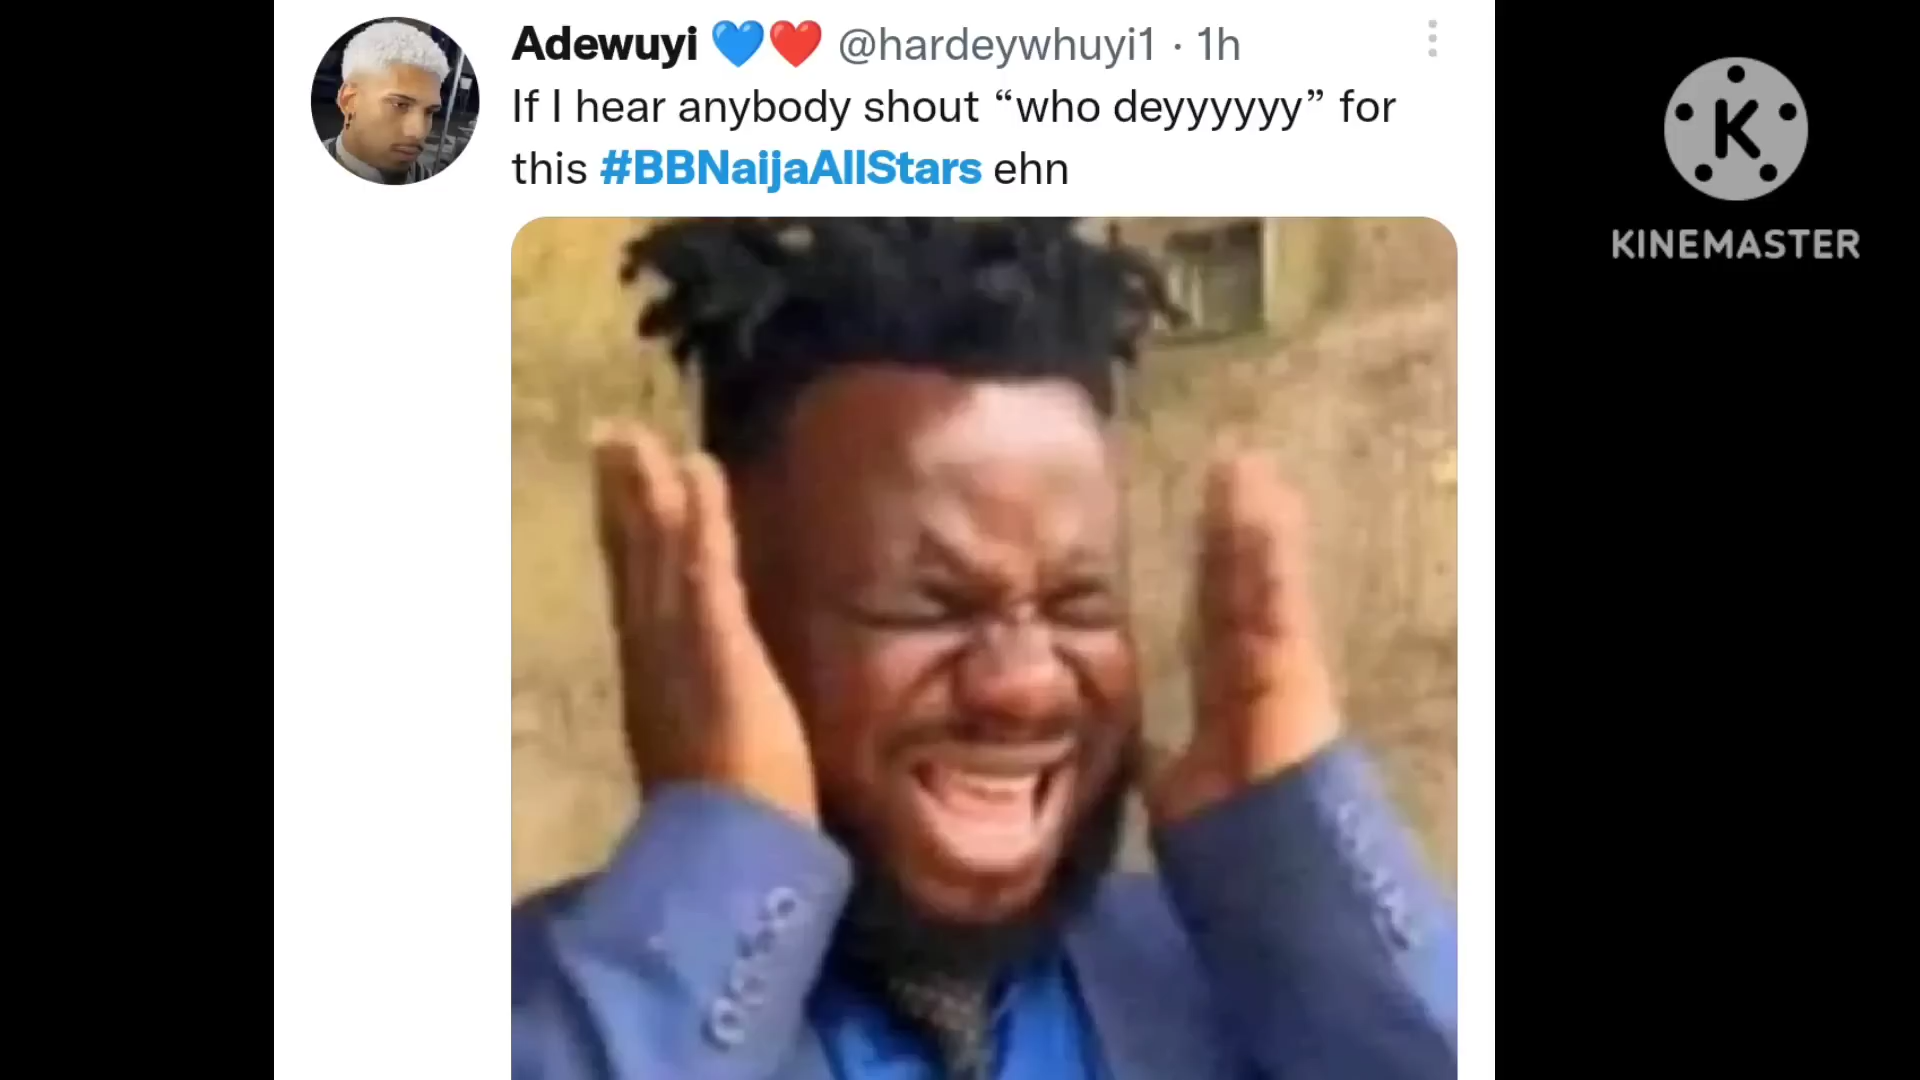 Adewuyi 💙❤️ @hardeywhuyi1 · 1h
If I hear anybody shout “who deyyyyyy” for
this #BBNaijaAllStars ehn
K
KINEMASTER